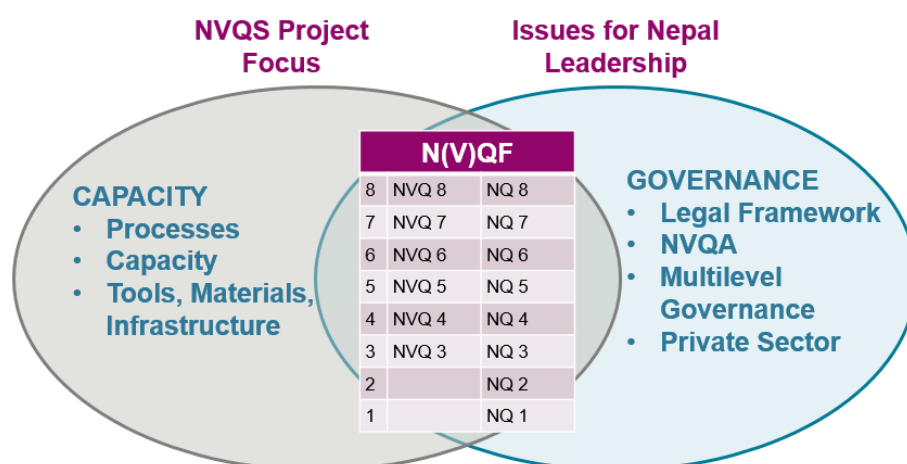 NVQS Project
Focus
Issues for Nepal
Leadership
CAPACITY
• Processes
• Capacity
• Tools, Materials,
Infrastructure
N(V)QF
8 NVQ 8 NQ 8
7 NVQ 7 NQ 7
6 NVQ 6 NQ 6
5 NVQ 5 NQ 5
4 NVQ 4 NQ 4
3 NVQ 3 NQ 3
2 NQ 2
1 NQ 1
GOVERNANCE
• Legal Framework
• NVQA
• Multilevel
Governance
• Private Sector